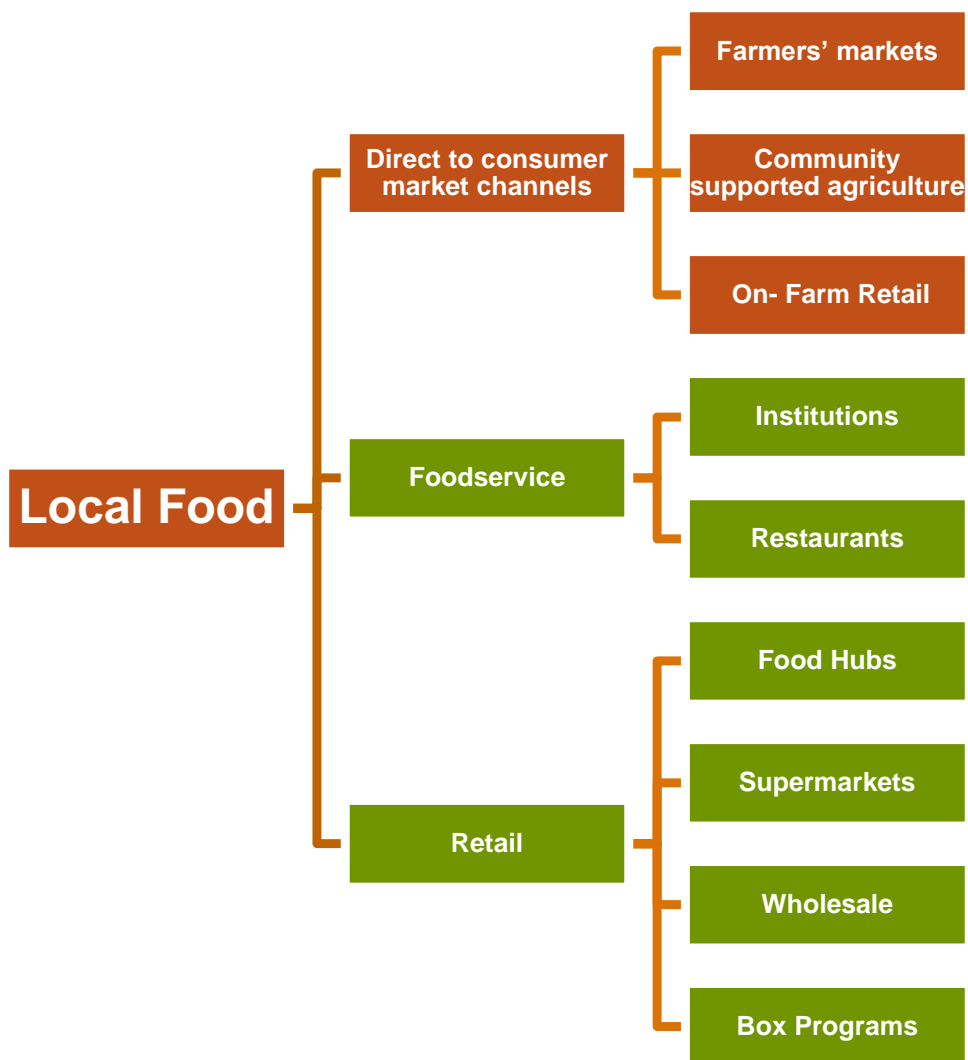 Local Food
Direct to consumer
market channels
Farmers’ markets
Community
supported agriculture
On- Farm Retail
Foodservice
Institutions
Restaurants
Retail
Food Hubs
Supermarkets
Wholesale
Box Programs